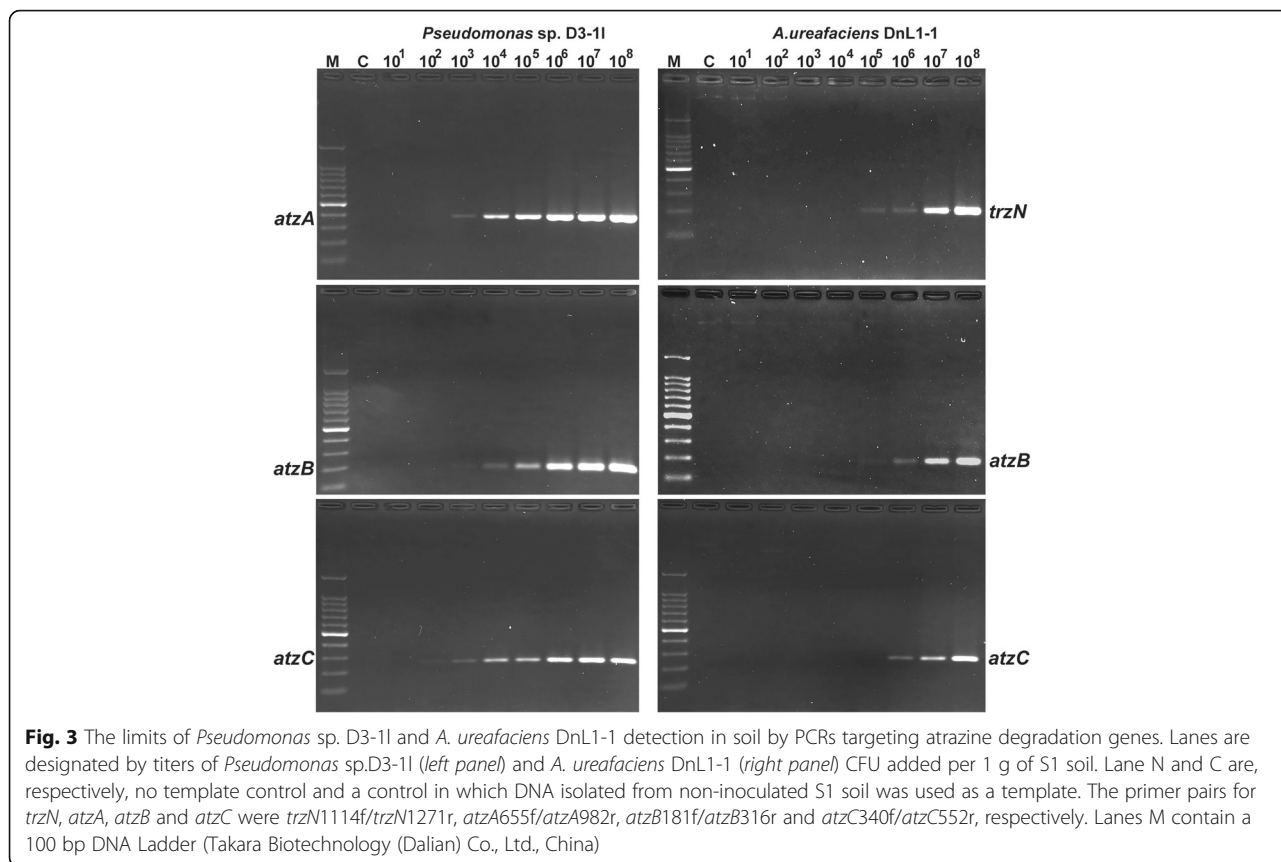 Pseudomonas sp. D3-1l
A.ureafaciens DnL1-1
M C 10¹ 10² 10³ 10⁴ 10⁵ 10⁶ 10⁷ 10⁸
M C 10¹ 10² 10³ 10⁴ 10⁵ 10⁶ 10⁷ 10⁸
atzA
trzN
atzB
atzB
atzC
atzC
Fig. 3 The limits of Pseudomonas sp. D3-1l and A. ureafaciens DnL1-1 detection in soil by PCRs targeting atrazine degradation genes. Lanes are
designated by titers of Pseudomonas sp.D3-1l (left panel) and A. ureafaciens DnL1-1 (right panel) CFU added per 1 g of S1 soil. Lane N and C are,
respectively, no template control and a control in which DNA isolated from non-inoculated S1 soil was used as a template. The primer pairs for
trzN, atzA, atzB and atzC were trzN1114f/trzN1271r, atzA655f/atzA982r, atzB181f/atzB316r and atzC340f/atzC552r, respectively. Lanes M contain a
100 bp DNA Ladder (Takara Biotechnology (Dalian) Co., Ltd., China)